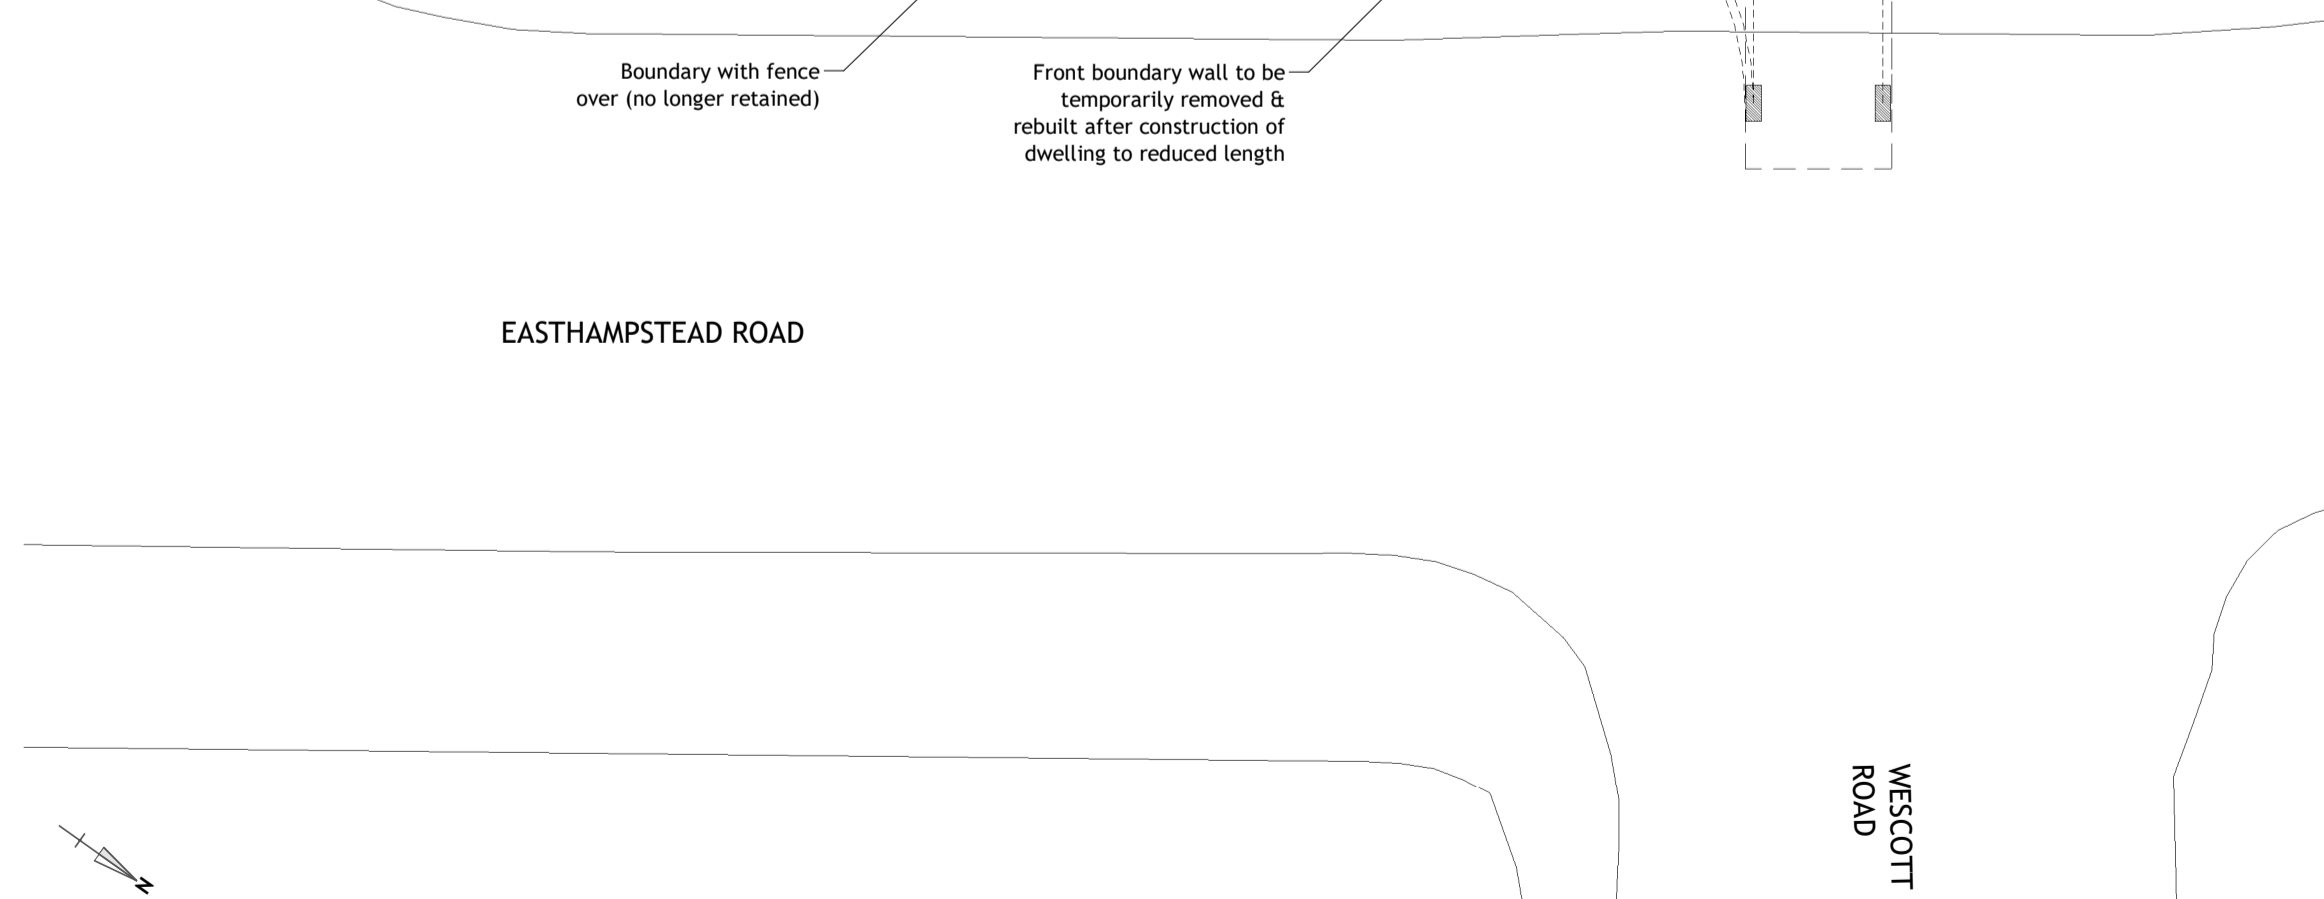 Boundary with fence
over (no longer retained)
Front boundary wall to be
temporarily removed &
rebuilt after construction of
dwelling to reduced length
EASTHAMPSTEAD ROAD
WESCOTT
ROAD
N